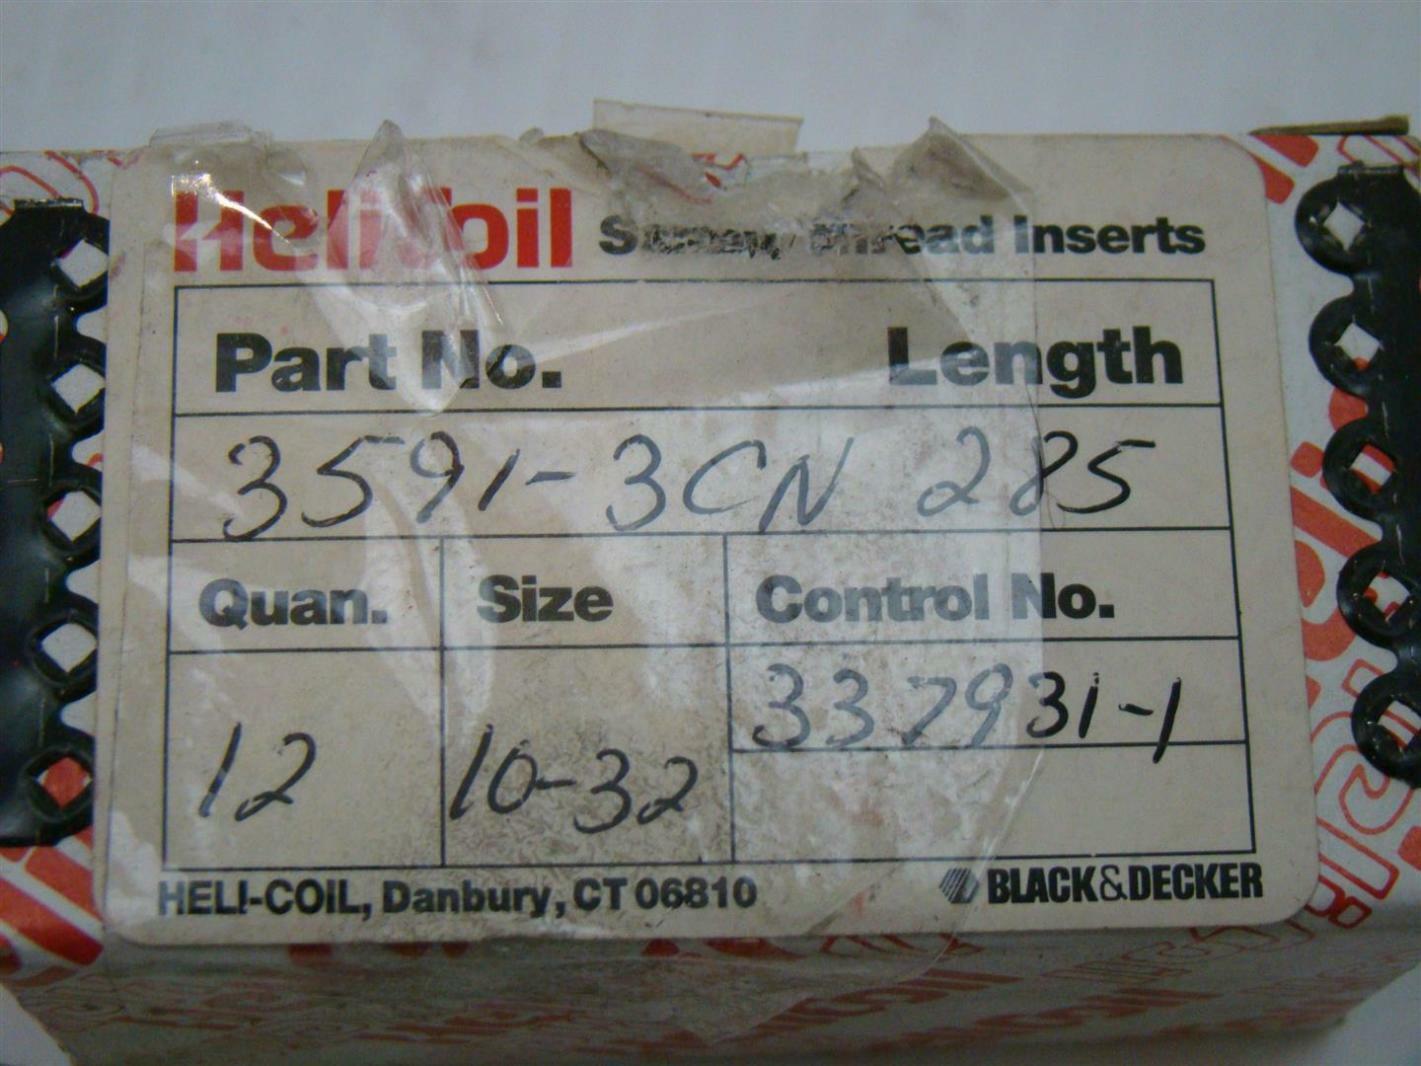 Heli-Coil Screw Thread Inserts
Part No. Length
3591-3CN 285
Quan. Size Control No.
337931-1
12 10-32
HELI-COIL, Danbury, CT 06810 BLACK&DECKER